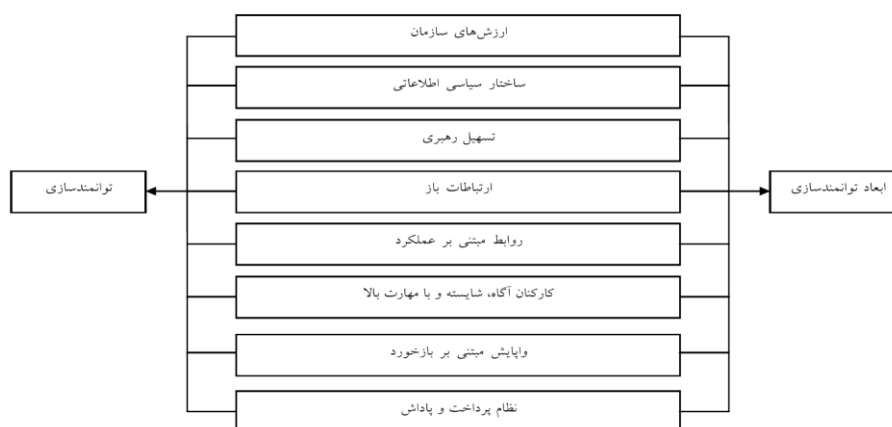 ارزش‌های سازمان
ساختار سیاسی اطلاعاتی
تسهیل رهبری
ابعاد توانمندسازی
ارتباطات باز
توانمندسازی
روابط مبتنی بر عملکرد
کارکنان آگاه، شایسته و با مهارت بالا
واپایش مبتنی بر بازخورد
نظام پرداخت و پاداش